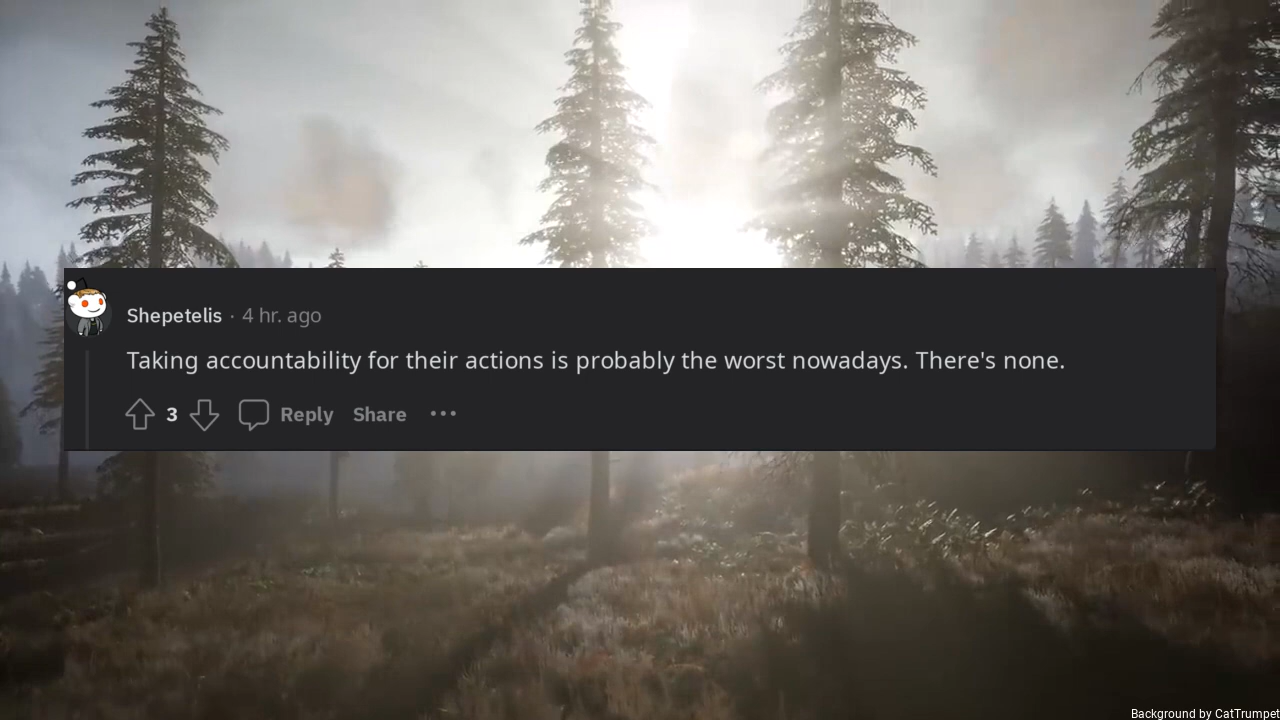 Shepetelis · 4 hr. ago
Taking accountability for their actions is probably the worst nowadays. There's none.
3 Reply Share ···
Background by CatTrumpet